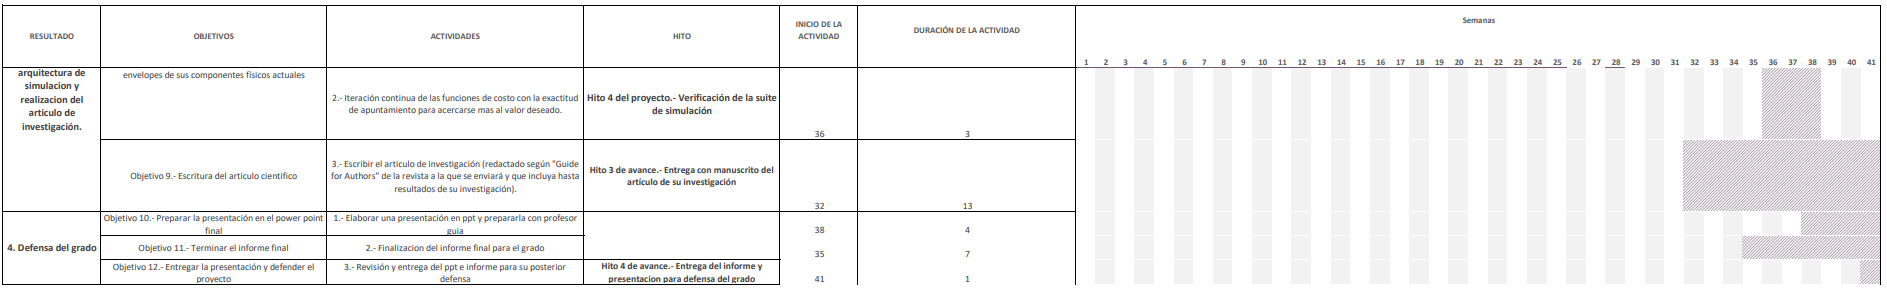 RESULTADO OBJETIVOS ACTIVIDADES HITO INICIO DE LA ACTIVIDAD DURACIÓN DE LA ACTIVIDAD Semanas
1 2 3 4 5 6 7 8 9 10 11 12 13 14 15 16 17 18 19 20 21 22 23 24 25 26 27 28 29 30 31 32 33 34 35 36 37 38 39 40 41
arquitectura de
simulacion y
realizacion del
articulo de
investigación.
envelopes de sus componentes físicos actuales
2.- Iteración continua de las funciones de costo con la exactitud
de apuntamiento para acercarse mas al valor deseado.
Hito 4 del proyecto.- Verificación de la suite
de simulación
36 3
Objetivo 9.- Escritura del articulo cientifico
3.- Escribir el articulo de investigación (redactado según "Guide
for Authors" de la revista a la que se enviará y que incluya hasta
resultados de su investigación).
Hito 3 de avance.- Entrega con manuscrito del
artículo de su investigación
32 13
4. Defensa del grado
Objetivo 10.- Preparar la presentación en el power point
final
1.- Elaborar una presentación en ppt y prepararla con profesor
guia
38 4
Objetivo 11.- Terminar el informe final
2.- Finalizacion del informe final para el grado
35 7
Objetivo 12.- Entregar la presentación y defender el
proyecto
3.- Revisión y entrega del ppt e informe para su posterior
defensa
Hito 4 de avance.- Entrega del informe y
presentacion para defensa del grado
41 1